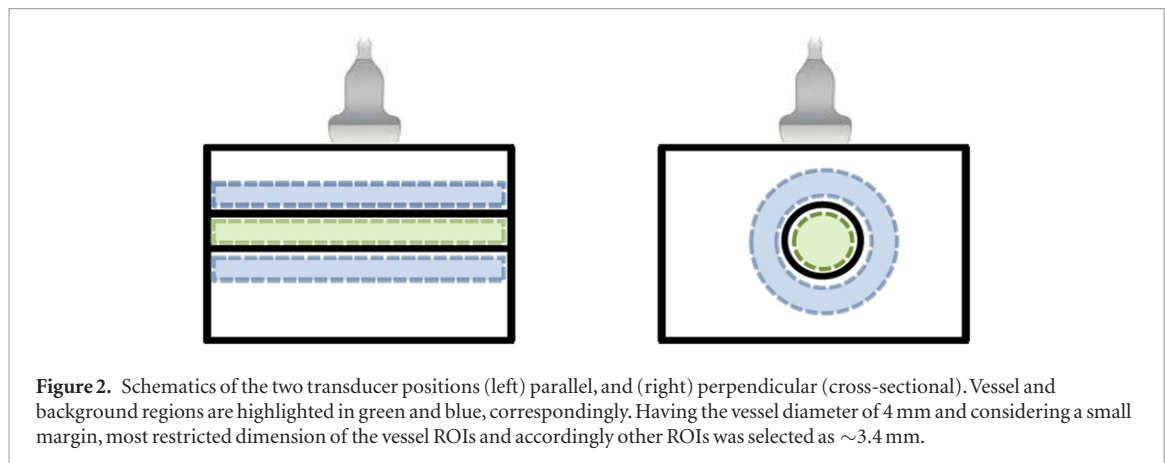 Figure 2. Schematics of the two transducer positions (left) parallel, and (right) perpendicular (cross-sectional). Vessel and
background regions are highlighted in green and blue, correspondingly. Having the vessel diameter of 4 mm and considering a small
margin, most restricted dimension of the vessel ROIs and accordingly other ROIs was selected as ∼3.4 mm.